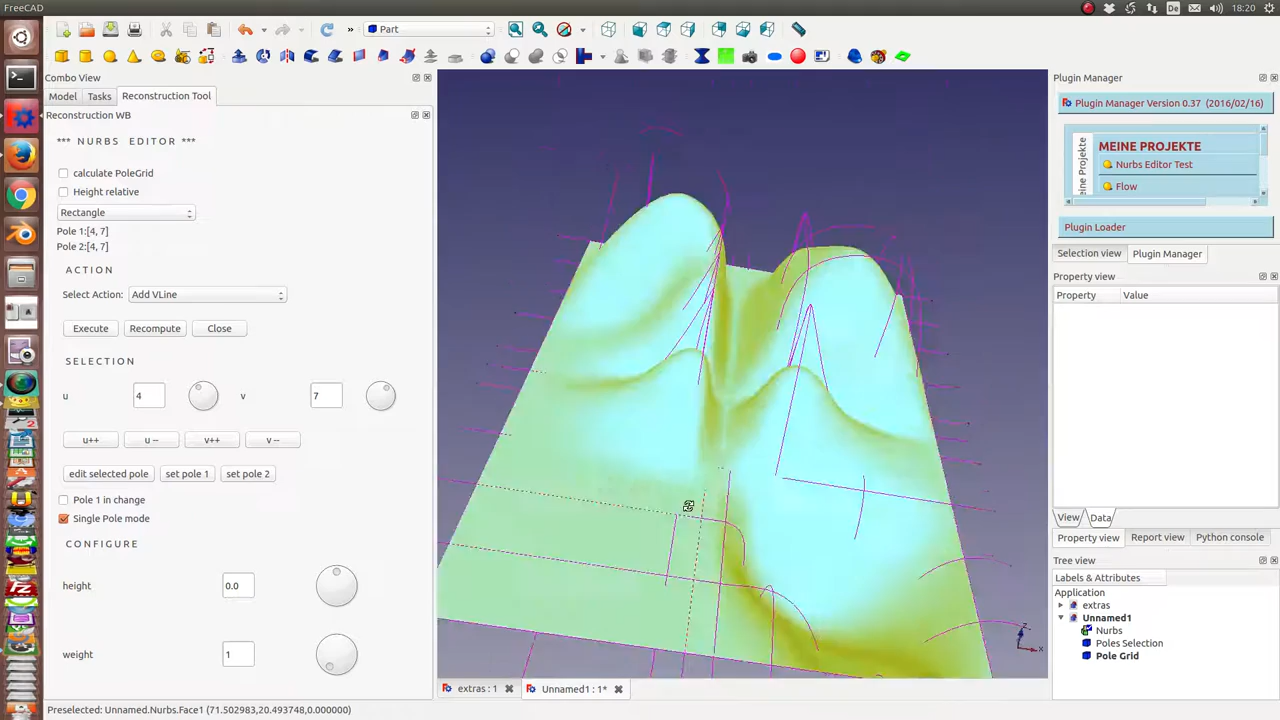 FreeCAD
De
18:20
Part
Combo View
Model Tasks Reconstruction Tool
Reconstruction WB
*** NURBS EDITOR ***
calculate PoleGrid
Height relative
Rectangle
Pole 1:[4, 7]
Pole 2:[4, 7]
ACTION
Select Action: Add VLine
Execute Recompute Close
SELECTION
u 4 v 7
u++ u -- v++ v --
edit selected pole set pole 1 set pole 2
Pole 1 in change
Single Pole mode
CONFIGURE
height 0.0
weight 1
extras : 1 Unnamed1 : 1*
Preselected: Unnamed.Nurbs.Face1 (71.502983,20.493748,0.000000)
z
x
Plugin Manager
Plugin Manager Version 0.37 (2016/02/16)
eine Projekte
MEINE PROJEKTE
Nurbs Editor Test
Flow
Plugin Loader
Selection view Plugin Manager
Property view
Property Value
View Data
Property view Report view Python console
Tree view
Labels & Attributes
Application
extras
Unnamed1
Nurbs
Poles Selection
Pole Grid